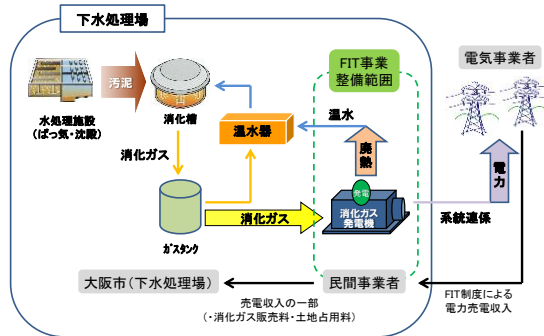 下水処理場
FIT事業
整備範囲
電気事業者
汚泥
水処理施設
(ばっ気・沈殿)
消化槽
温水器
温水
消化ガス
廃熱
電力
発電
消化ガス
発電機
消化ガス
ガスタンク
系統連係
大阪市(下水処理場)
民間事業者
売電収入の一部
(・消化ガス販売料・土地占用料)
FIT制度による
電力売電収入